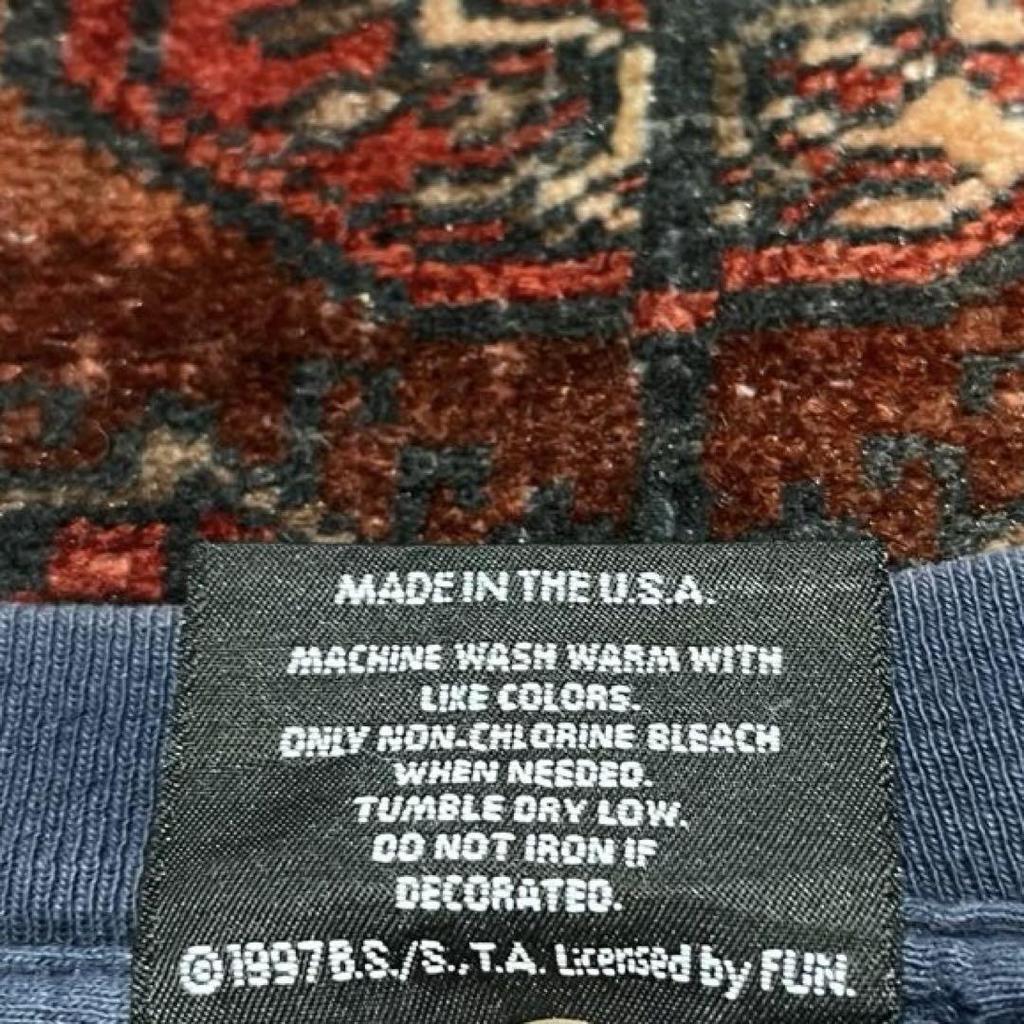 MADE IN THE U.S.A.
MACHINE WASH WARM WITH
LIKE COLORS.
ONLY NON-CHLORINE BLEACH
WHEN NEEDED.
TUMBLE DRY LOW.
DO NOT IRON IF
DECORATED.
©1997 B.S./S.,T.A. Licensed by FUN.